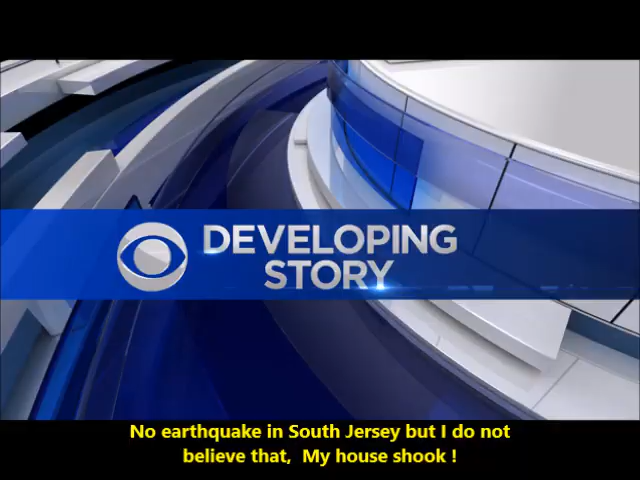 DEVELOPING
STORY
No earthquake in South Jersey but I do not
believe that,  My house shook !